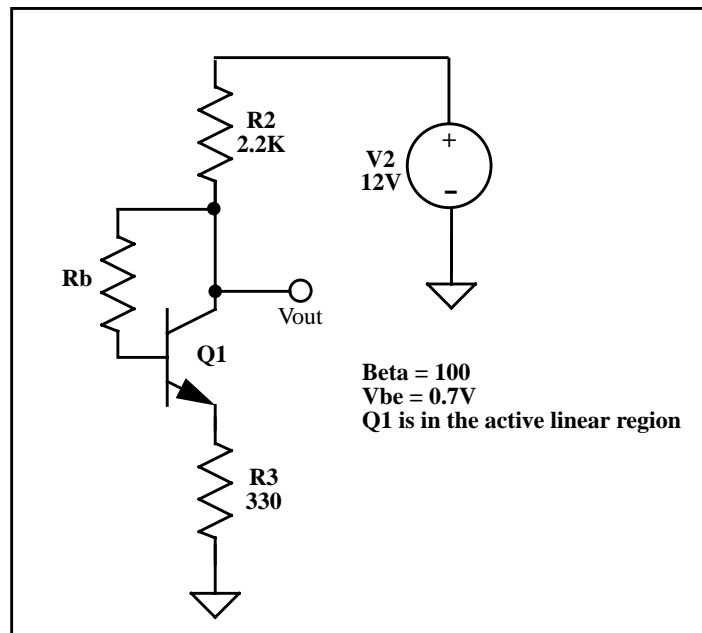 R2
2.2K
V2
12V
+
-
Rb
Vout
Q1
Beta = 100
Vbe = 0.7V
Q1 is in the active linear region
R3
330